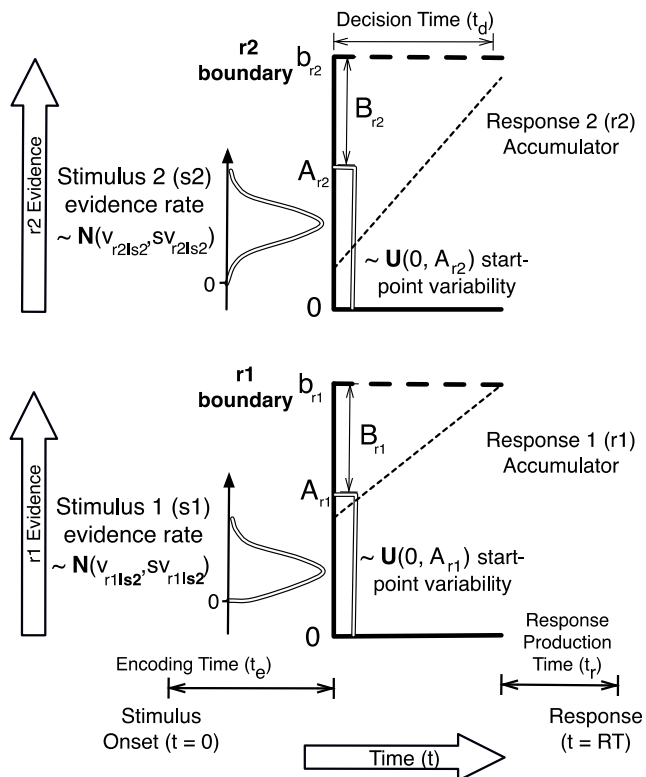 Decision Time (t_d)
r2
boundary
b_r2
B_r2
A_r2
0
r2 Evidence
Stimulus 2 (s2)
evidence rate
~ N(v_r2|s2, sv_r2|s2)
0
Response 2 (r2)
Accumulator
~ U(0, A_r2) start-
point variability
r1
boundary
b_r1
B_r1
A_r1
0
r1 Evidence
Stimulus 1 (s1)
evidence rate
~ N(v_r1|s2, sv_r1|s2)
0
Response 1 (r1)
Accumulator
~ U(0, A_r1) start-
point variability
Encoding Time (t_e)
Response
Production
Time (t_r)
Stimulus
Onset (t = 0)
Time (t)
Response
(t = RT)